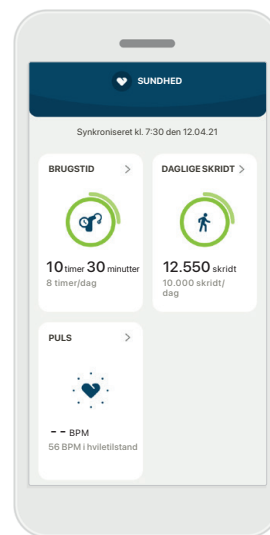 SUNDHED
Synkroniseret kl. 7:30 den 12.04.21
BRUGSTID
10 timer 30 minutter
8 timer/dag
DAGLIGE SKRIDT
12.550 skridt
10.000 skridt/
dag
PULS
-- BPM
56 BPM i hviletilstand